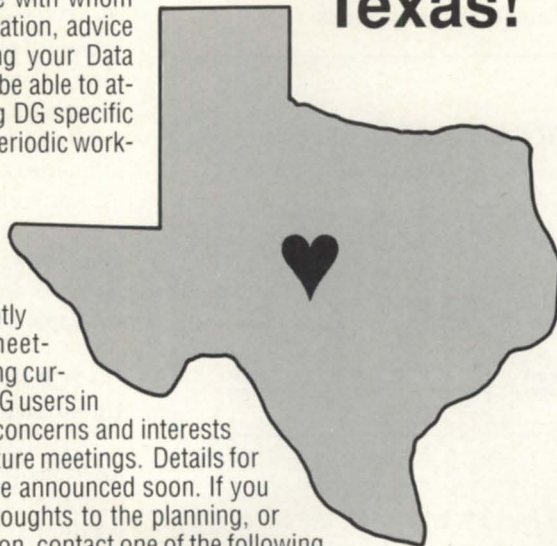 Texas!
e with whom
ation, advice
ng your Data
be able to at-
g DG specific
eriodic work-
tly
neet-
ng cur-
G users in
concerns and interests
ture meetings. Details for
e announced soon. If you
oughts to the planning, or
on, contact one of the following